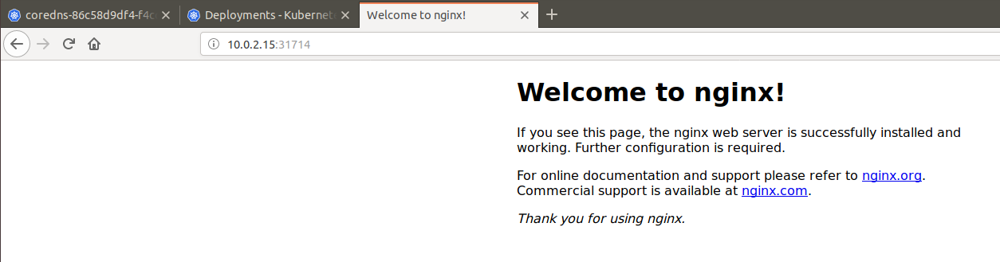 coredns-86c58d9df4-f4c
Deployments - Kubernet
Welcome to nginx!
10.0.2.15:31714
Welcome to nginx!
If you see this page, the nginx web server is successfully installed and
working. Further configuration is required.
For online documentation and support please refer to nginx.org.
Commercial support is available at nginx.com.
Thank you for using nginx.